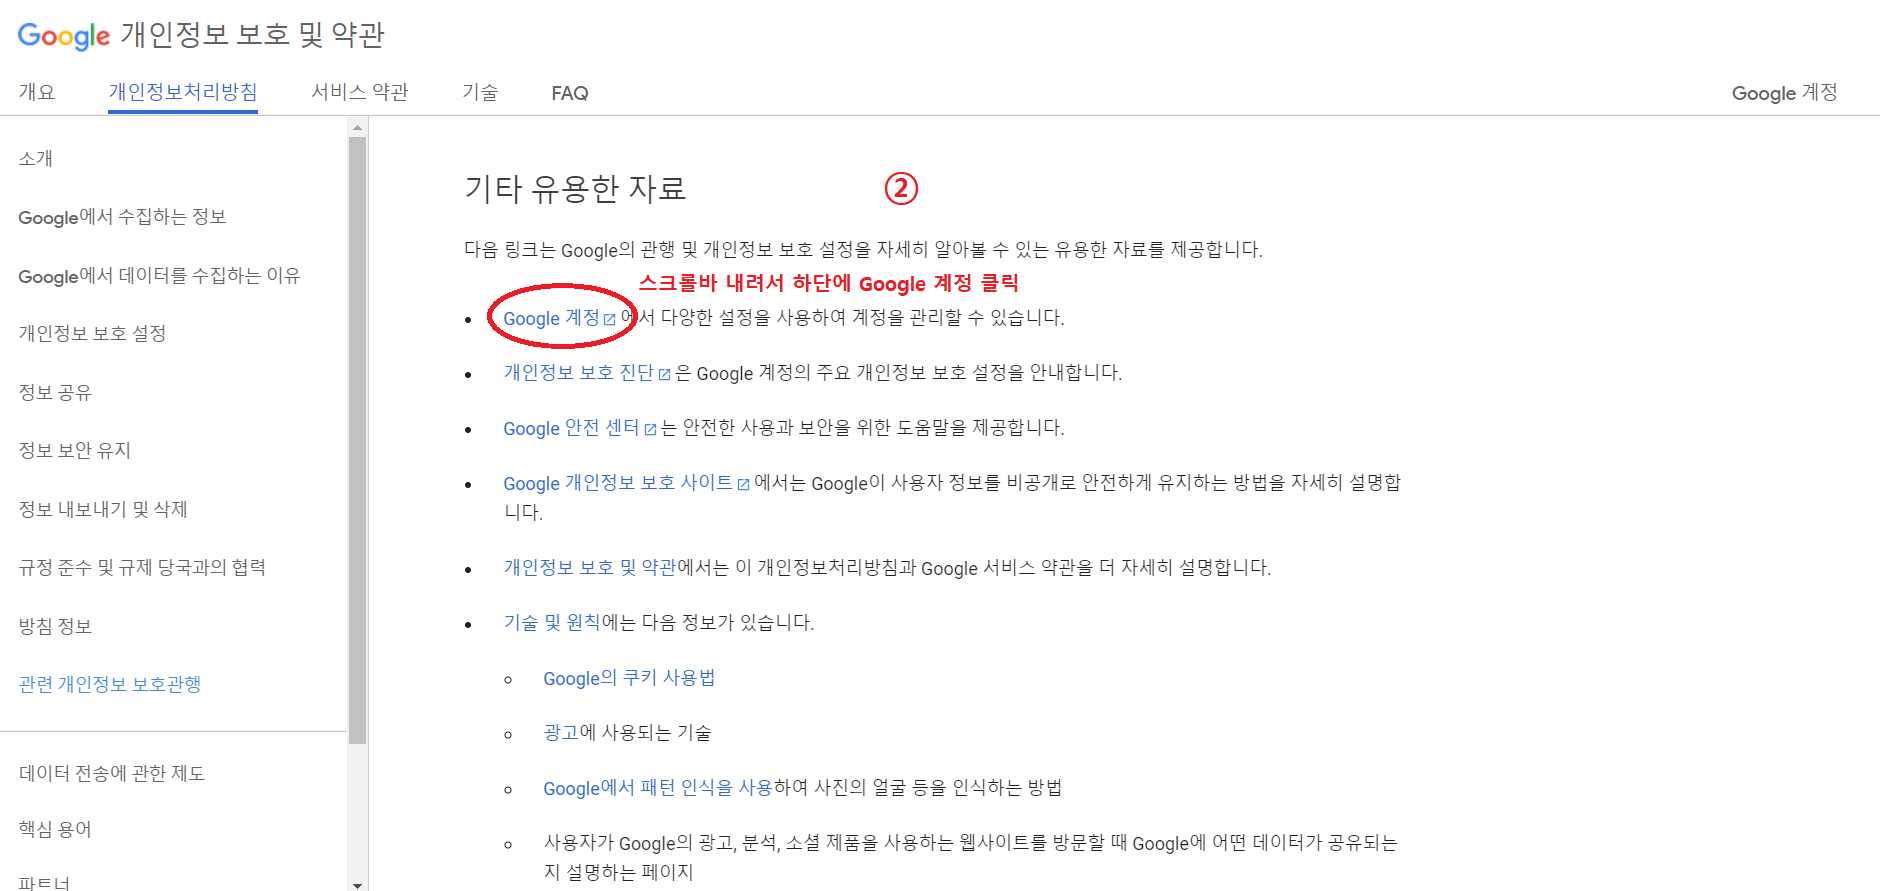 Google 개인정보 보호 및 약관
개요 개인정보처리방침 서비스 약관 기술 FAQ Google 계정
소개
Google에서 수집하는 정보
Google에서 데이터를 수집하는 이유
개인정보 보호 설정
정보 공유
정보 보안 유지
정보 내보내기 및 삭제
규정 준수 및 규제 당국과의 협력
방침 정보
관련 개인정보 보호관행
데이터 전송에 관한 제도
핵심 용어
파트너
기타 유용한 자료 ②
다음 링크는 Google의 관행 및 개인정보 보호 설정을 자세히 알아볼 수 있는 유용한 자료를 제공합니다.
스크롤바 내려서 하단에 Google 계정 클릭
• Google 계정에서 다양한 설정을 사용하여 계정을 관리할 수 있습니다.
• 개인정보 보호 진단은 Google 계정의 주요 개인정보 보호 설정을 안내합니다.
• Google 안전 센터는 안전한 사용과 보안을 위한 도움말을 제공합니다.
• Google 개인정보 보호 사이트에서는 Google이 사용자 정보를 비공개로 안전하게 유지하는 방법을 자세히 설명합
니다.
• 개인정보 보호 및 약관에서는 이 개인정보처리방침과 Google 서비스 약관을 더 자세히 설명합니다.
• 기술 및 원칙에는 다음 정보가 있습니다.
◦ Google의 쿠키 사용법
◦ 광고에 사용되는 기술
◦ Google에서 패턴 인식을 사용하여 사진의 얼굴 등을 인식하는 방법
◦ 사용자가 Google의 광고, 분석, 소셜 제품을 사용하는 웹사이트를 방문할 때 Google에 어떤 데이터가 공유되는
지 설명하는 페이지